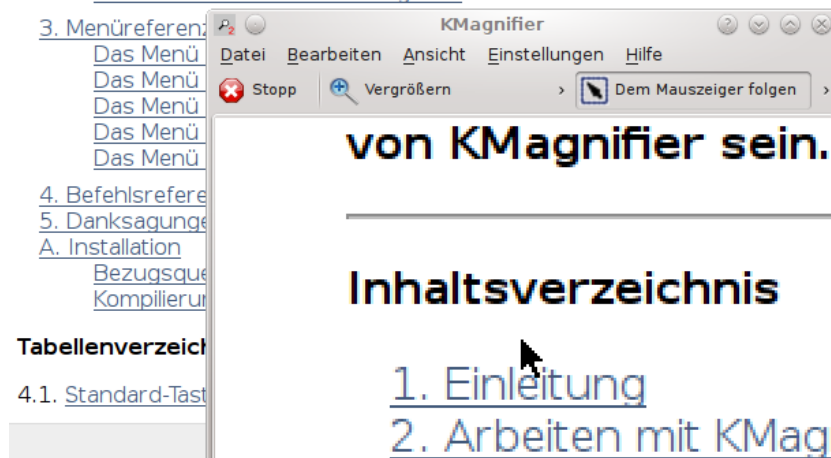 3. Menüreferenz
Das Menü
Das Menü
Das Menü
Das Menü
Das Menü
4. Befehlsrefere
5. Danksagunge
A. Installation
Bezugsque
Kompilierun
Tabellenverzeich
4.1. Standard-Tast
KMagnifier
Datei Bearbeiten Ansicht Einstellungen Hilfe
Stopp Vergrößern Dem Mauszeiger folgen
von KMagnifier sein.
Inhaltsverzeichnis
1. Einleitung
2. Arbeiten mit KMag